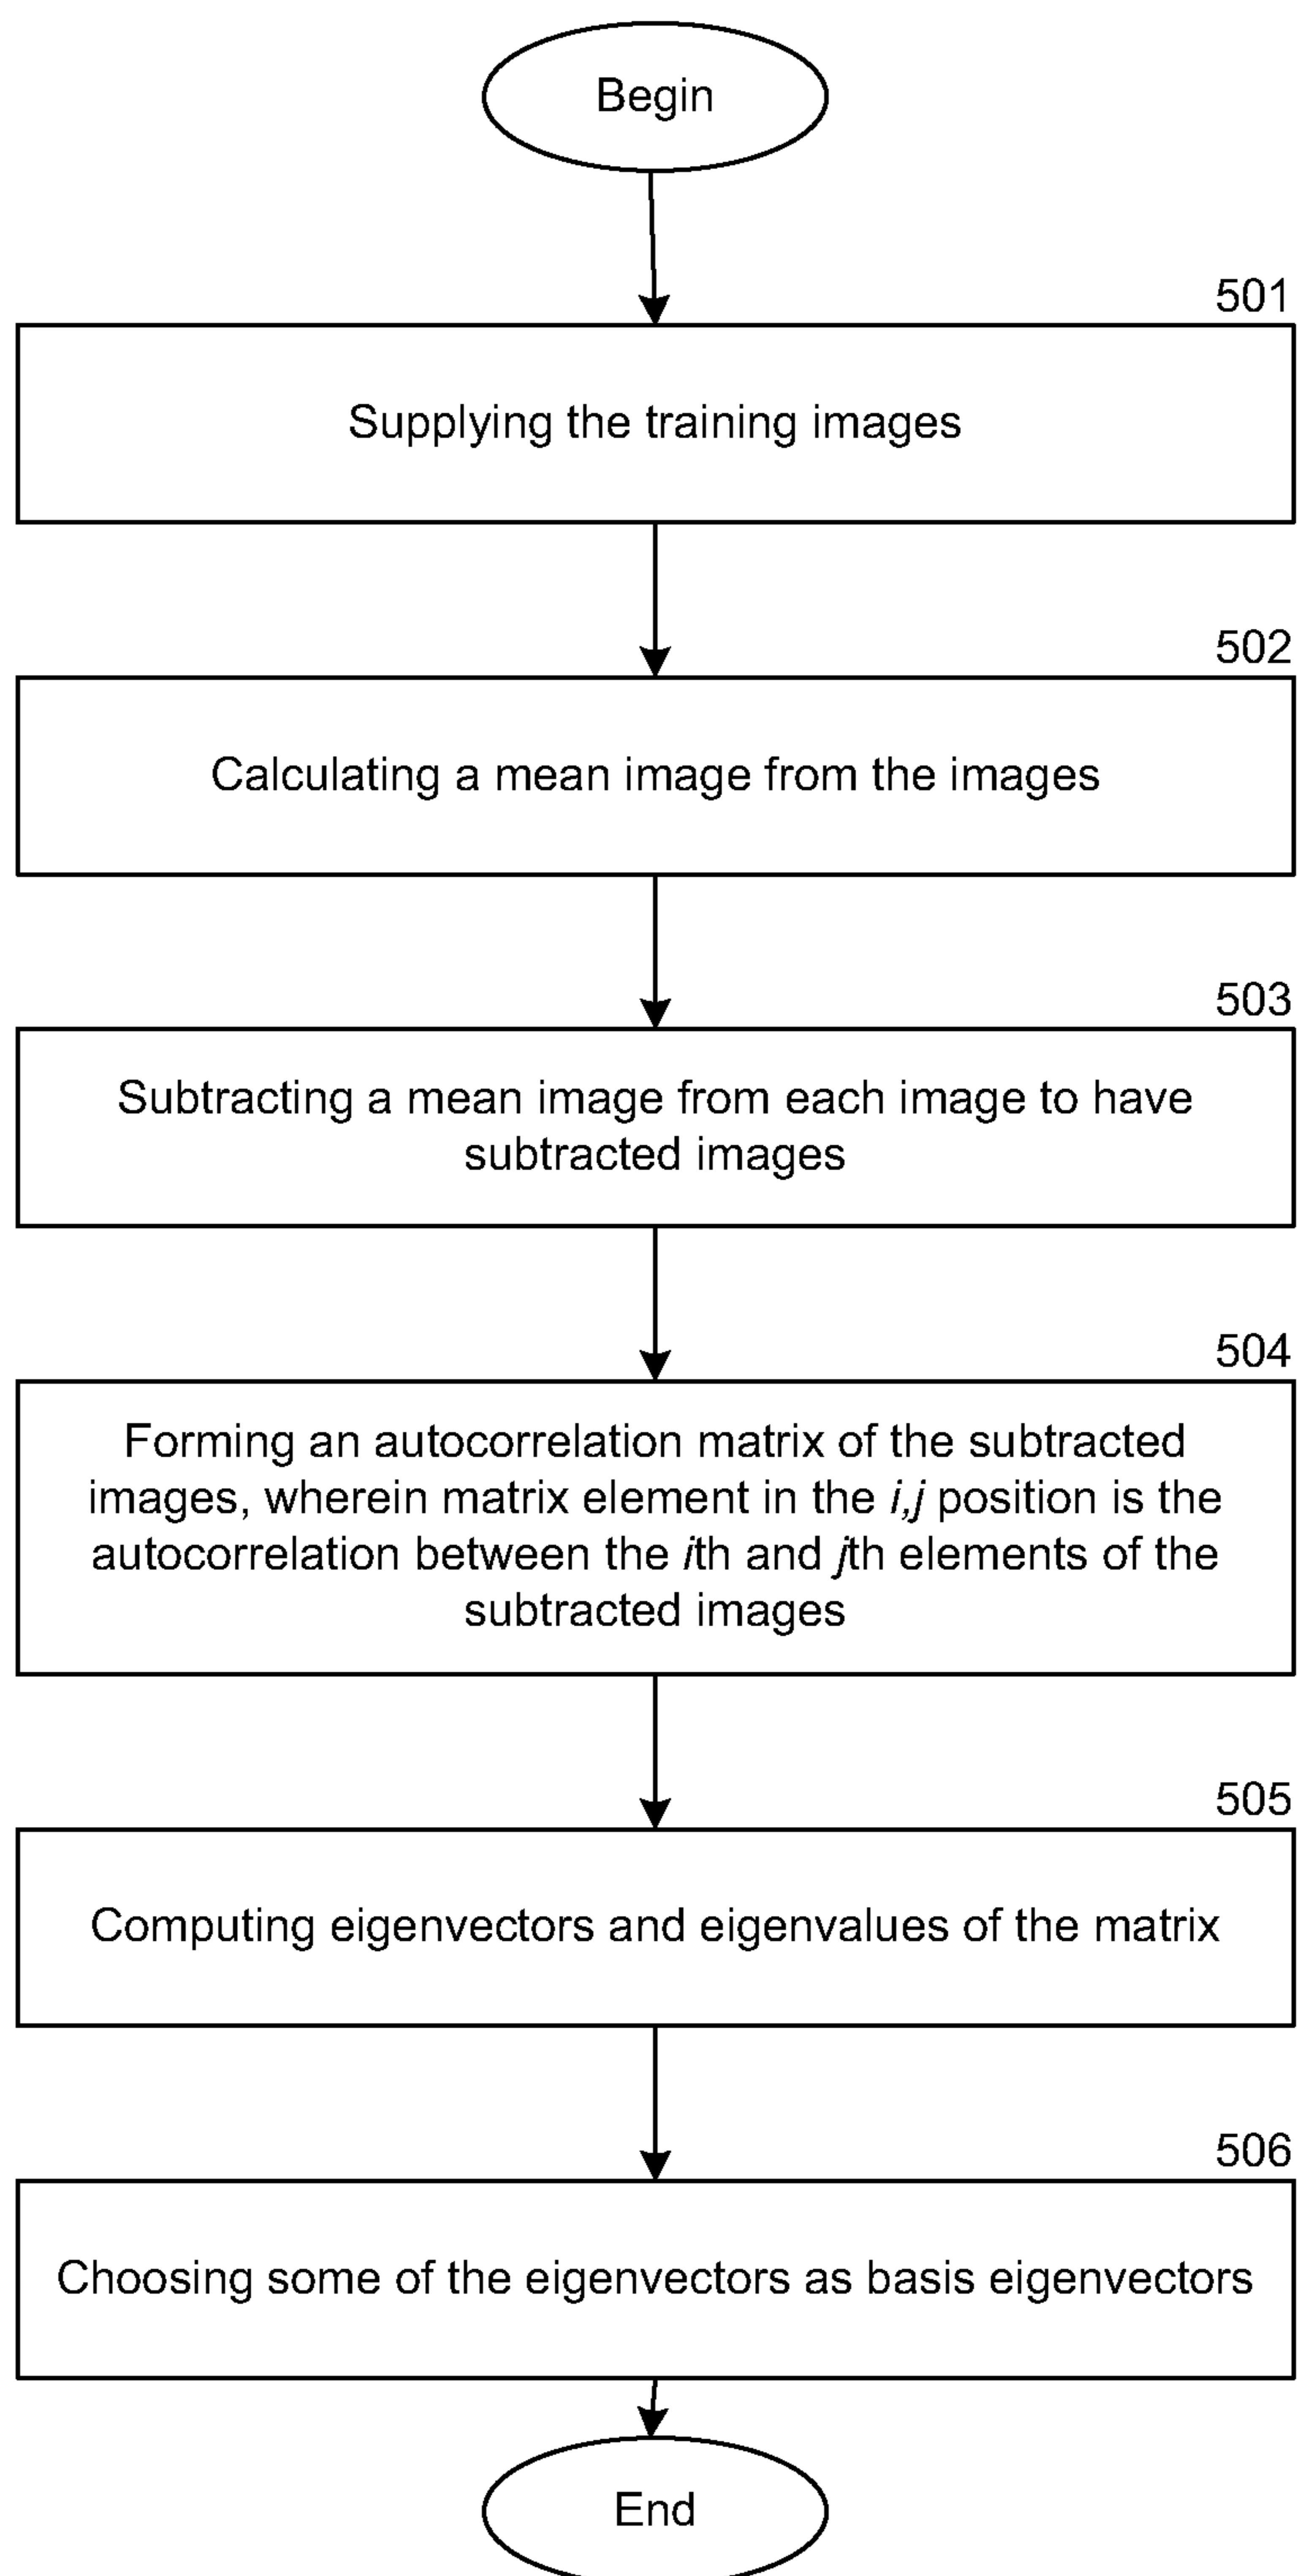 Begin
501
Supplying the training images
502
Calculating a mean image from the images
503
Subtracting a mean image from each image to have
subtracted images
504
Forming an autocorrelation matrix of the subtracted
images, wherein matrix element in the i,j position is the
autocorrelation between the ith and jth elements of the
subtracted images
505
Computing eigenvectors and eigenvalues of the matrix
506
Choosing some of the eigenvectors as basis eigenvectors
End